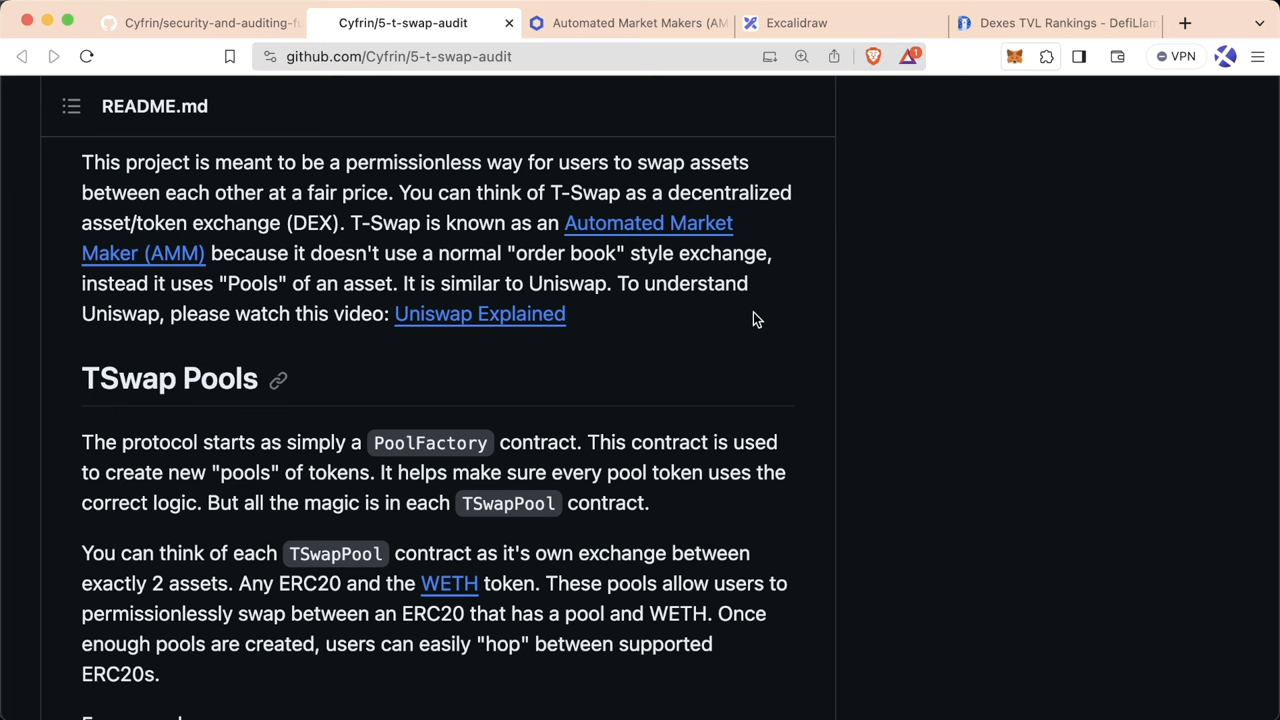 Cyfrin/security-and-auditing-fu
Cyfrin/5-t-swap-audit
Automated Market Makers (AM
Excalidraw
Dexes TVL Rankings - DefiLlam
github.com/Cyfrin/5-t-swap-audit
1
VPN
README.md
This project is meant to be a permissionless way for users to swap assets
between each other at a fair price. You can think of T-Swap as a decentralized
asset/token exchange (DEX). T-Swap is known as an Automated Market
Maker (AMM) because it doesn't use a normal "order book" style exchange,
instead it uses "Pools" of an asset. It is similar to Uniswap. To understand
Uniswap, please watch this video: Uniswap Explained
TSwap Pools
The protocol starts as simply a PoolFactory contract. This contract is used
to create new "pools" of tokens. It helps make sure every pool token uses the
correct logic. But all the magic is in each TSwapPool contract.
You can think of each TSwapPool contract as it's own exchange between
exactly 2 assets. Any ERC20 and the WETH token. These pools allow users to
permissionlessly swap between an ERC20 that has a pool and WETH. Once
enough pools are created, users can easily "hop" between supported
ERC20s.